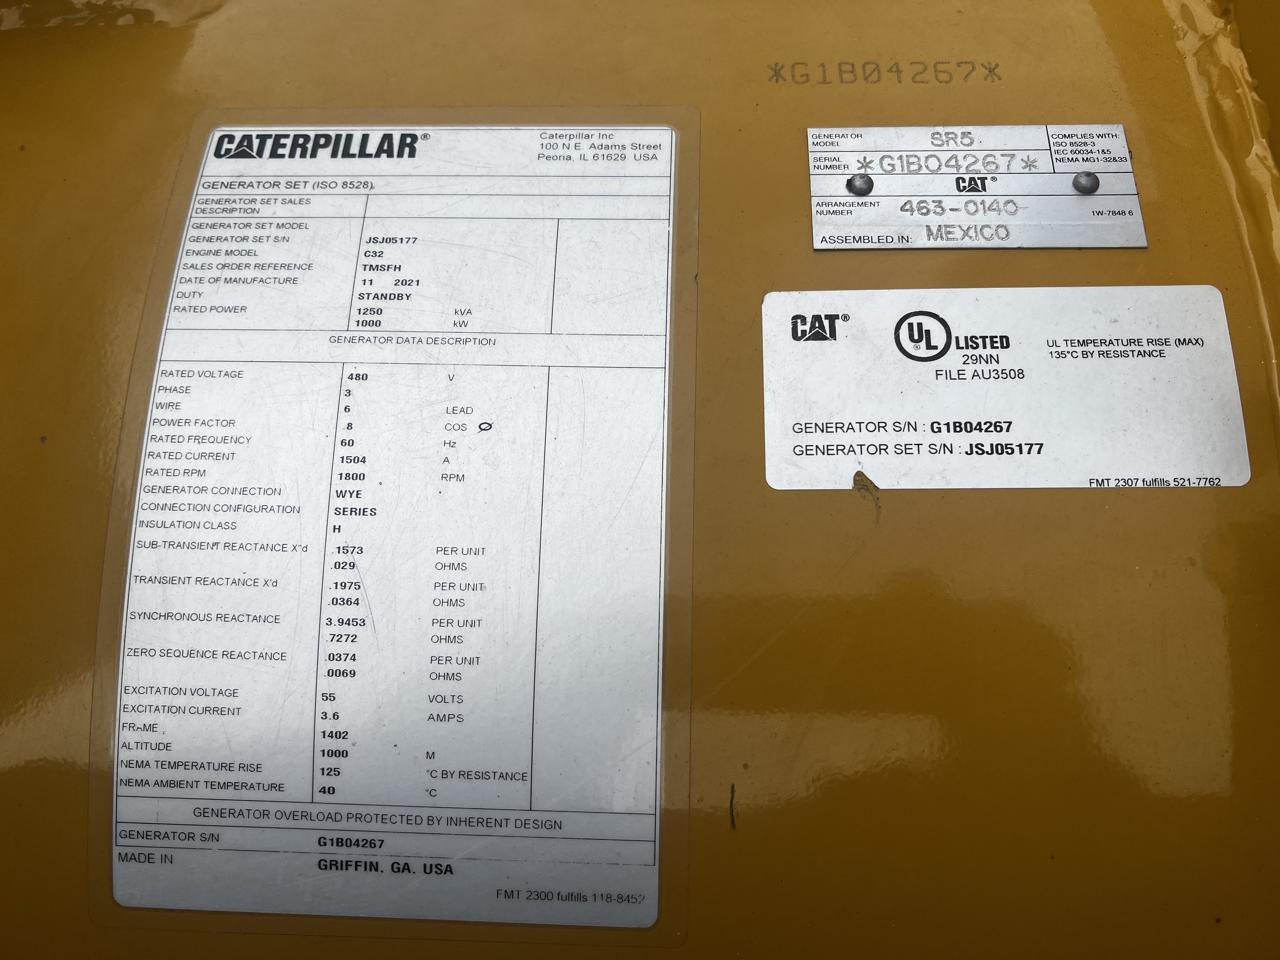 *G1B04267*
CATERPILLAR®
Caterpillar Inc
100 N.E. Adams Street
Peoria, IL 61629 USA
GENERATOR SET (ISO 8528)
GENERATOR SET SALES DESCRIPTION
GENERATOR SET MODEL
GENERATOR SET S/N JSJ05177
ENGINE MODEL C32
SALES ORDER REFERENCE TMSFH
DATE OF MANUFACTURE 11 2021
DUTY STANDBY
RATED POWER 1250 kVA
1000 kW
GENERATOR DATA DESCRIPTION
RATED VOLTAGE 480 V
PHASE 3
WIRE 6 LEAD
POWER FACTOR .8 COS Ø
RATED FREQUENCY 60 Hz
RATED CURRENT 1504 A
RATED RPM 1800 RPM
GENERATOR CONNECTION WYE
CONNECTION CONFIGURATION SERIES
INSULATION CLASS H
SUB-TRANSIENT REACTANCE X"d .1573 PER UNIT
.029 OHMS
TRANSIENT REACTANCE X'd .1975 PER UNIT
.0364 OHMS
SYNCHRONOUS REACTANCE 3.9453 PER UNIT
.7272 OHMS
ZERO SEQUENCE REACTANCE .0374 PER UNIT
.0069 OHMS
EXCITATION VOLTAGE 55 VOLTS
EXCITATION CURRENT 3.6 AMPS
FRAME 1402
ALTITUDE 1000 M
NEMA TEMPERATURE RISE 125 °C BY RESISTANCE
NEMA AMBIENT TEMPERATURE 40 °C
GENERATOR OVERLOAD PROTECTED BY INHERENT DESIGN
GENERATOR S/N G1B04267
MADE IN GRIFFIN. GA. USA
FMT 2300 fulfills 118-8452
GENERATOR MODEL SR5
SERIAL NUMBER *G1B04267*
COMPLIES WITH:
ISO 8528-3
IEC 60034-1&5
NEMA MG1-32&33
CAT®
ARRANGEMENT NUMBER 463-0140
1W-7848 6
ASSEMBLED IN: MEXICO
CAT®
UL® LISTED
29NN
FILE AU3508
UL TEMPERATURE RISE (MAX)
135°C BY RESISTANCE
GENERATOR S/N : G1B04267
GENERATOR SET S/N : JSJ05177
FMT 2307 fulfills 521-7762